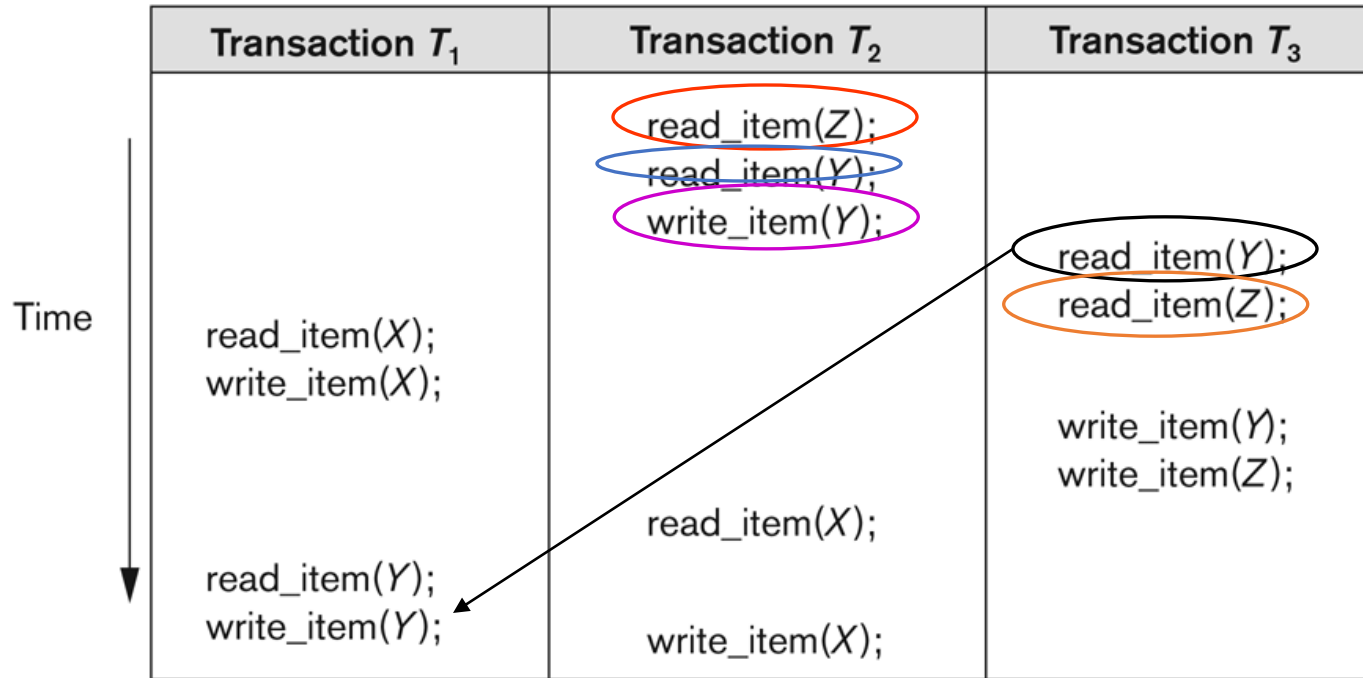 Transaction T1 Transaction T2 Transaction T3
read_item(Z);
read_item(Y);
write_item(Y);
read_item(Y);
read_item(Z);
Time
read_item(X);
write_item(X);
write_item(Y);
write_item(Z);
read_item(X);
read_item(Y);
write_item(Y);
write_item(X);